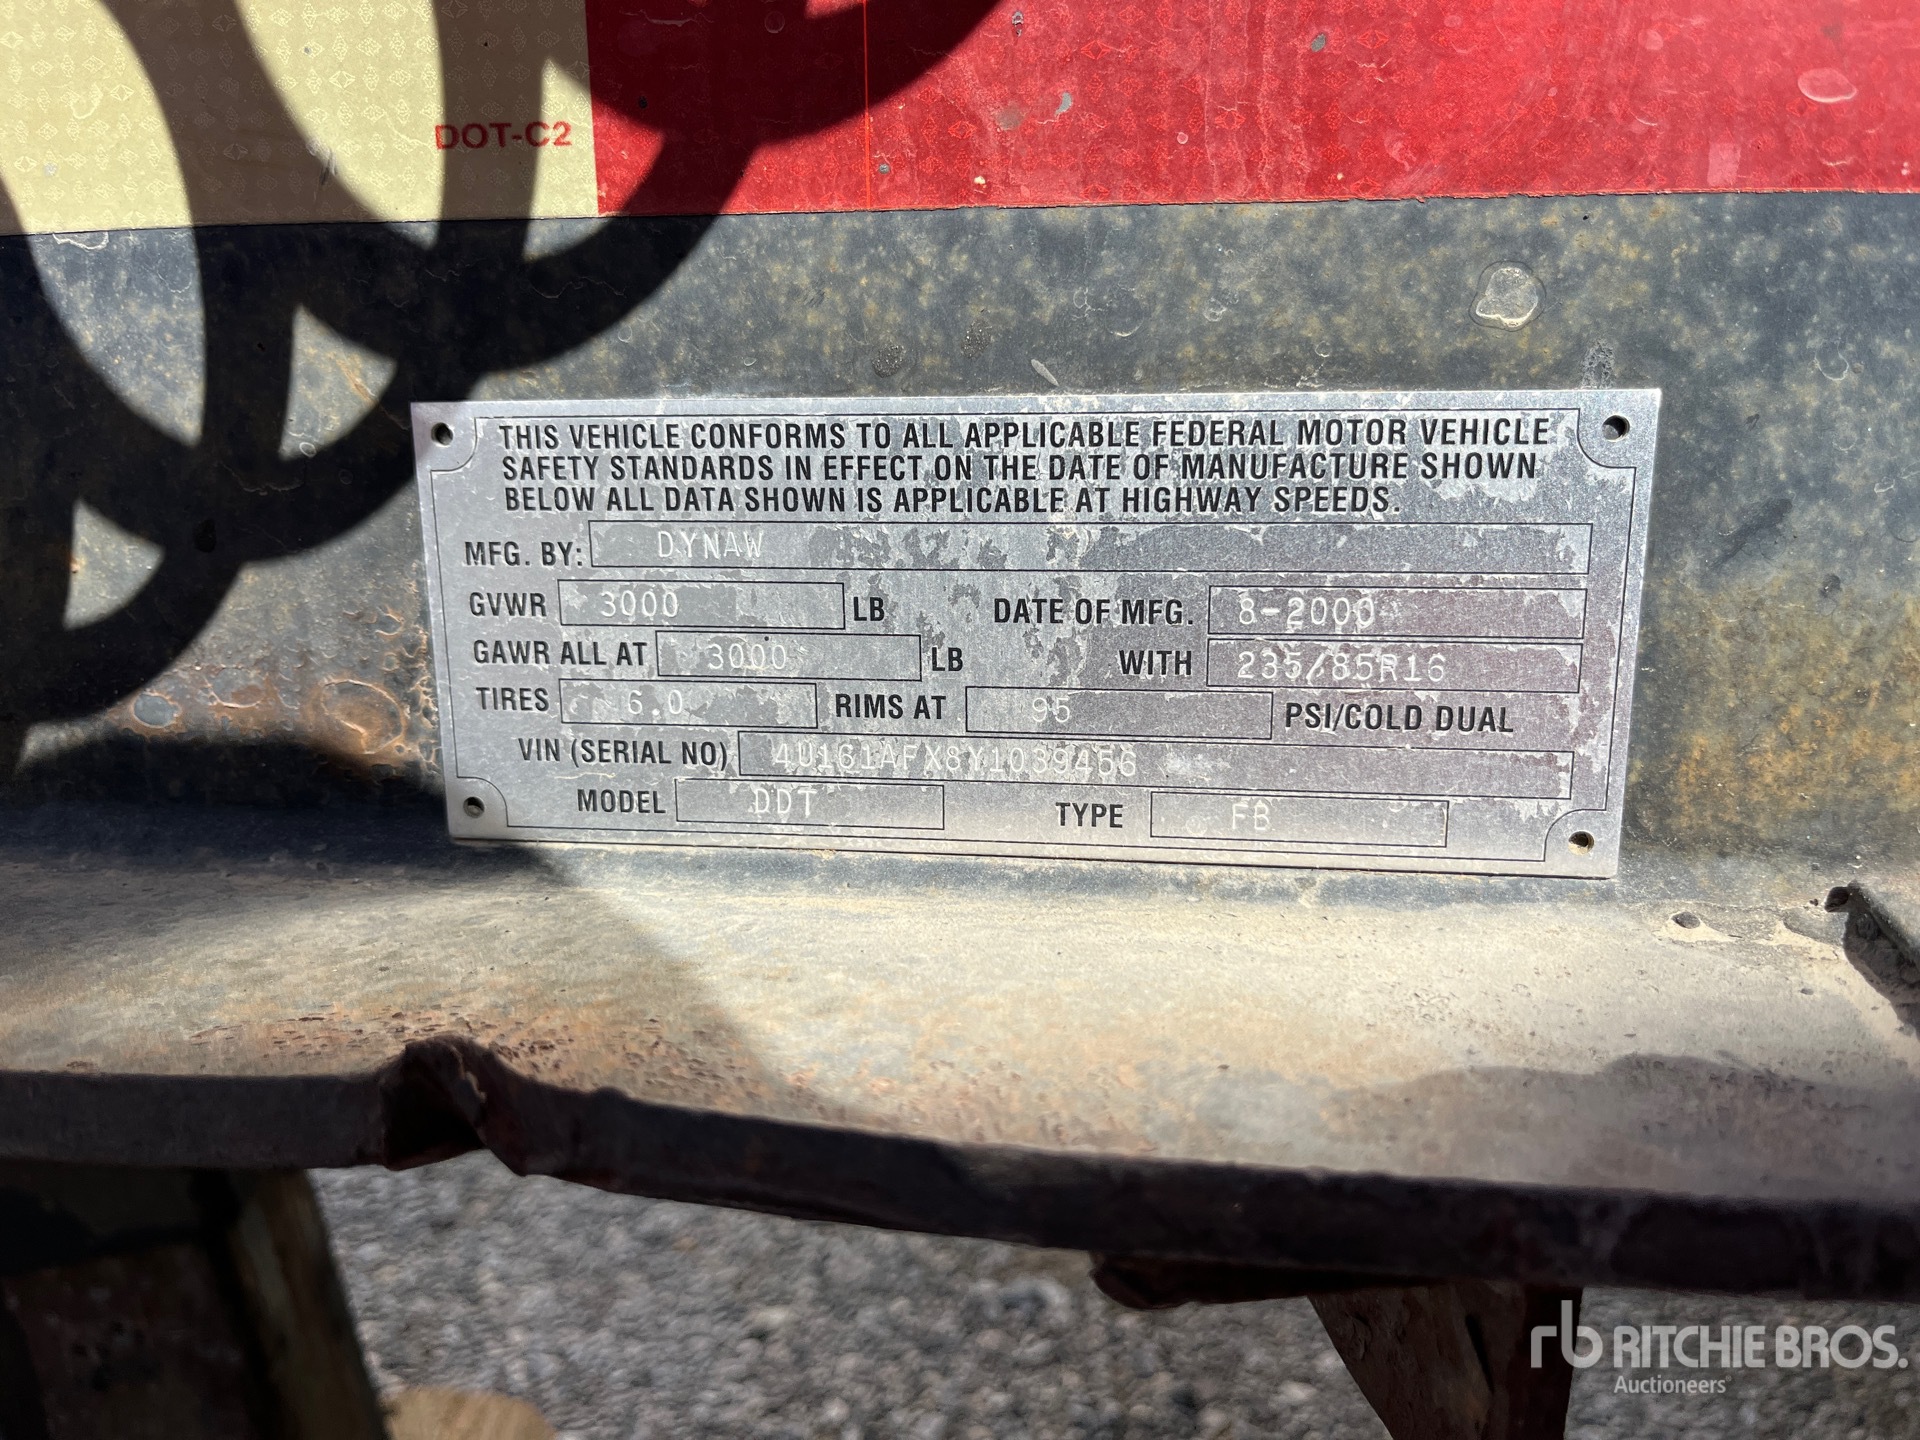 DOT-C2
THIS VEHICLE CONFORMS TO ALL APPLICABLE FEDERAL MOTOR VEHICLE
SAFETY STANDARDS IN EFFECT ON THE DATE OF MANUFACTURE SHOWN
BELOW ALL DATA SHOWN IS APPLICABLE AT HIGHWAY SPEEDS.
MFG. BY: DYNAW
GVWR 3000 LB DATE OF MFG. 8-2000
GAWR ALL AT 3000 LB WITH 235/85R16
TIRES 6.0 RIMS AT 95 PSI/COLD DUAL
VIN (SERIAL NO) 4U161AFX8Y1039456
MODEL DDT TYPE FB
rb RITCHIE BROS.
Auctioneers